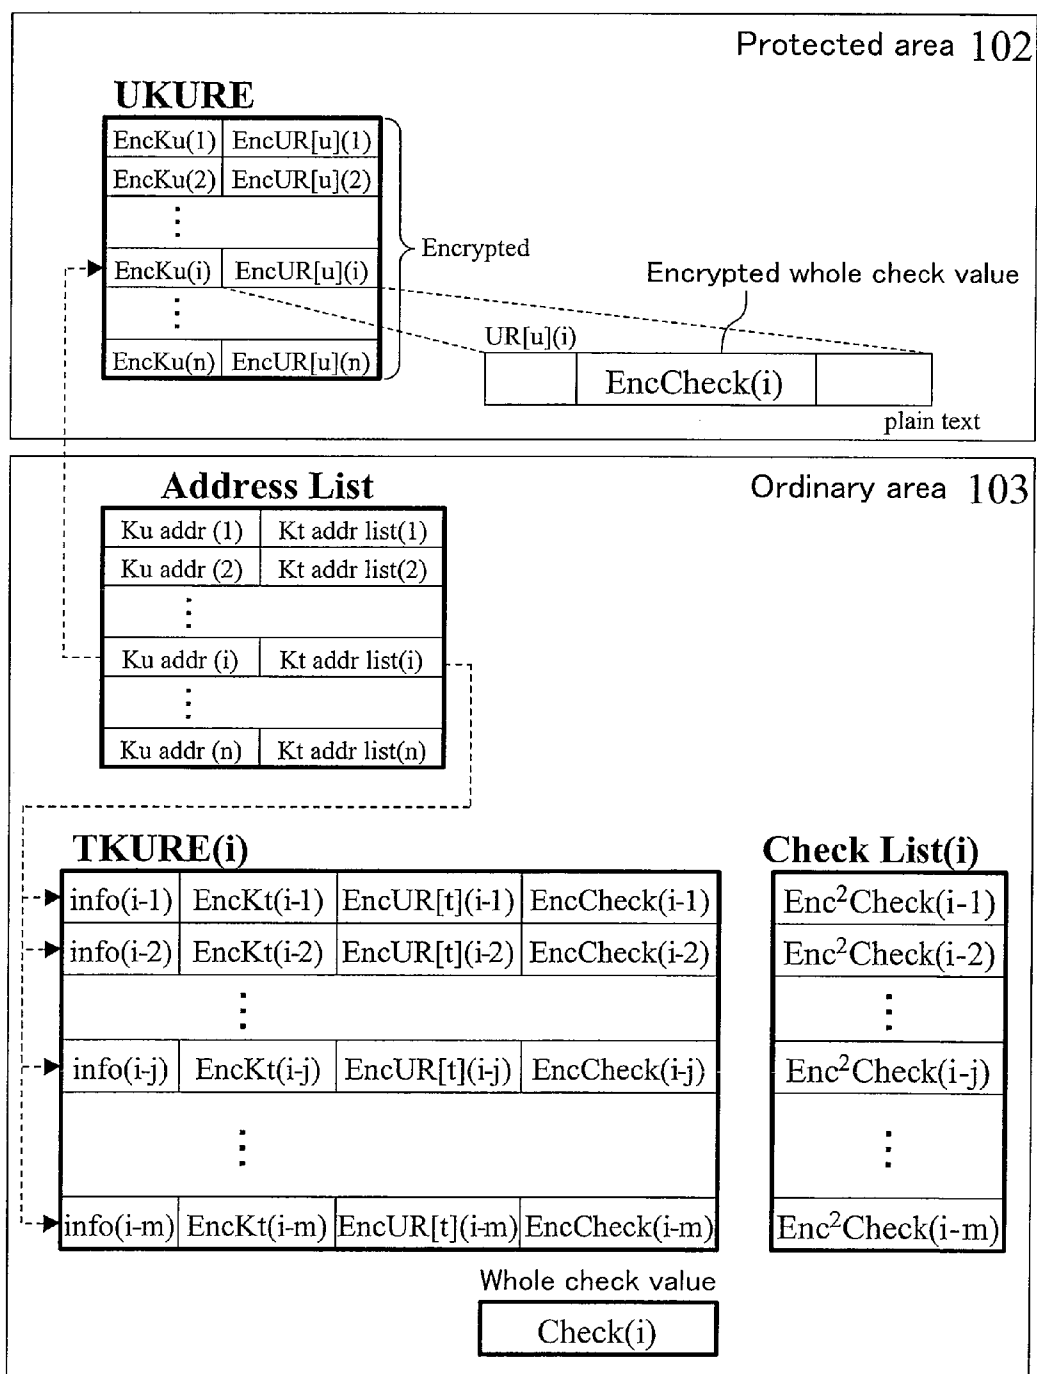 Protected area 102
UKURE
EncKu(1) EncUR[u](1)
EncKu(2) EncUR[u](2)
⋮
EncKu(i) EncUR[u](i)
⋮
EncKu(n) EncUR[u](n)
Encrypted
Encrypted whole check value
UR[u](i)
EncCheck(i)
plain text
Ordinary area 103
Address List
Ku addr (1) Kt addr list(1)
Ku addr (2) Kt addr list(2)
⋮
Ku addr (i) Kt addr list(i)
⋮
Ku addr (n) Kt addr list(n)
TKURE(i)
info(i-1) EncKt(i-1) EncUR[t](i-1) EncCheck(i-1)
info(i-2) EncKt(i-2) EncUR[t](i-2) EncCheck(i-2)
⋮
info(i-j) EncKt(i-j) EncUR[t](i-j) EncCheck(i-j)
⋮
info(i-m) EncKt(i-m) EncUR[t](i-m) EncCheck(i-m)
Check List(i)
Enc²Check(i-1)
Enc²Check(i-2)
⋮
Enc²Check(i-j)
⋮
Enc²Check(i-m)
Whole check value
Check(i)